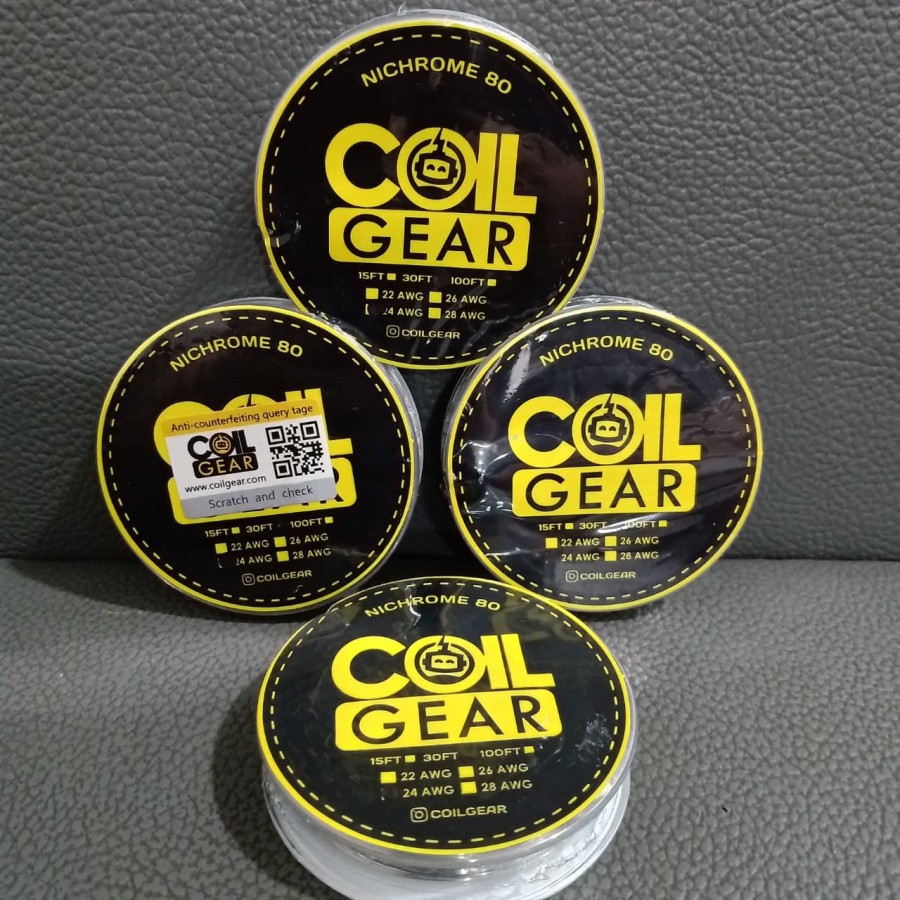 NICHROME 80
COIL
GEAR
15FT 30FT 100FT
22 AWG 26 AWG
24 AWG 28 AWG
COILGEAR
NICHROME 80
Anti-counterfeiting query tage
COIL
GEAR
www.coilgear.com
Scratch and check
GEAR
15FT 30FT 100FT
22 AWG 26 AWG
24 AWG 28 AWG
COILGEAR
NICHROME 80
COIL
GEAR
15FT 30FT 100FT
22 AWG 26 AWG
24 AWG 28 AWG
COILGEAR
NICHROME 80
COIL
GEAR
15FT 30FT 100FT
22 AWG 26 AWG
24 AWG 28 AWG
COILGEAR